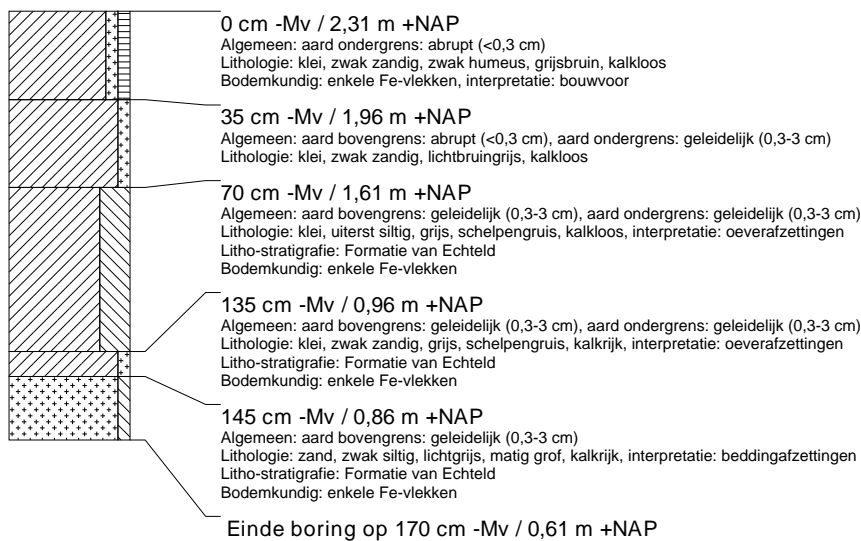 0 cm -Mv / 2,31 m +NAP
Algemeen: aard ondergrens: abrupt (<0,3 cm)
Lithologie: klei, zwak zandig, zwak humeus, grijsbruin, kalkloos
Bodemkundig: enkele Fe-vlekken, interpretatie: bouwvoor
35 cm -Mv / 1,96 m +NAP
Algemeen: aard bovengrens: abrupt (<0,3 cm), aard ondergrens: geleidelijk (0,3-3 cm)
Lithologie: klei, zwak zandig, lichtbruingrijs, kalkloos
70 cm -Mv / 1,61 m +NAP
Algemeen: aard bovengrens: geleidelijk (0,3-3 cm), aard ondergrens: geleidelijk (0,3-3 cm)
Lithologie: klei, uiterst siltig, grijs, schelpengruis, kalkloos, interpretatie: oeverafzettingen
Litho-stratigrafie: Formatie van Echteld
Bodemkundig: enkele Fe-vlekken
135 cm -Mv / 0,96 m +NAP
Algemeen: aard bovengrens: geleidelijk (0,3-3 cm), aard ondergrens: geleidelijk (0,3-3 cm)
Lithologie: klei, zwak zandig, grijs, schelpengruis, kalkrijk, interpretatie: oeverafzettingen
Litho-stratigrafie: Formatie van Echteld
Bodemkundig: enkele Fe-vlekken
145 cm -Mv / 0,86 m +NAP
Algemeen: aard bovengrens: geleidelijk (0,3-3 cm)
Lithologie: zand, zwak siltig, lichtgrijs, matig grof, kalkrijk, interpretatie: beddingafzettingen
Litho-stratigrafie: Formatie van Echteld
Bodemkundig: enkele Fe-vlekken
Einde boring op 170 cm -Mv / 0,61 m +NAP